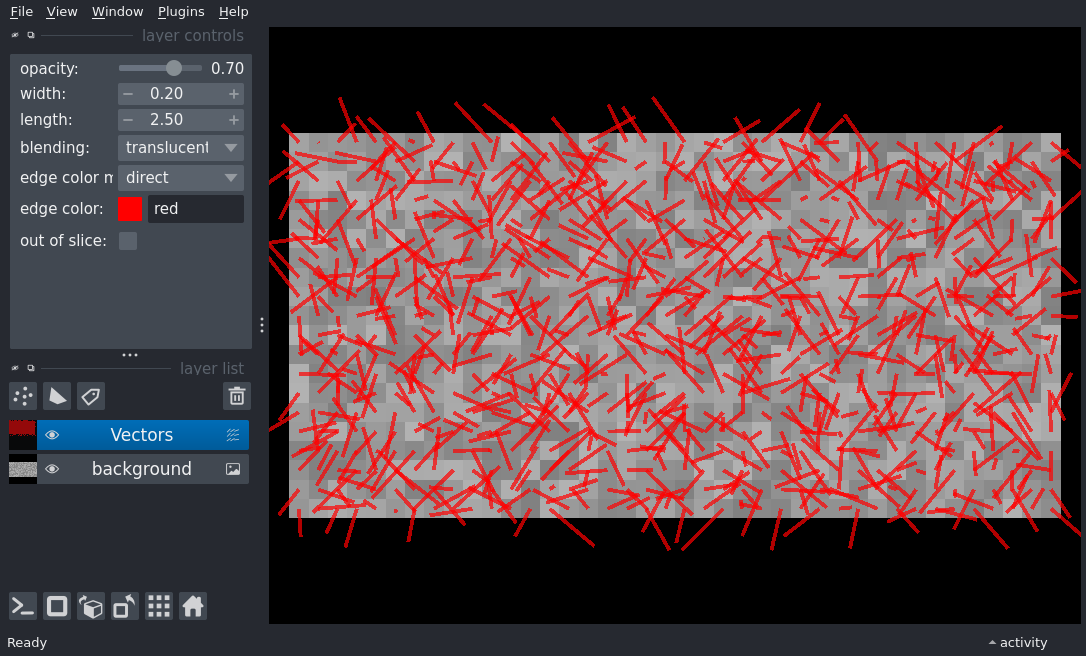 File View Window Plugins Help
layer controls
opacity: 0.70
width: 0.20
length: 2.50
blending: translucent
edge color m direct
edge color: red
out of slice:
layer list
Vectors
background
Ready activity